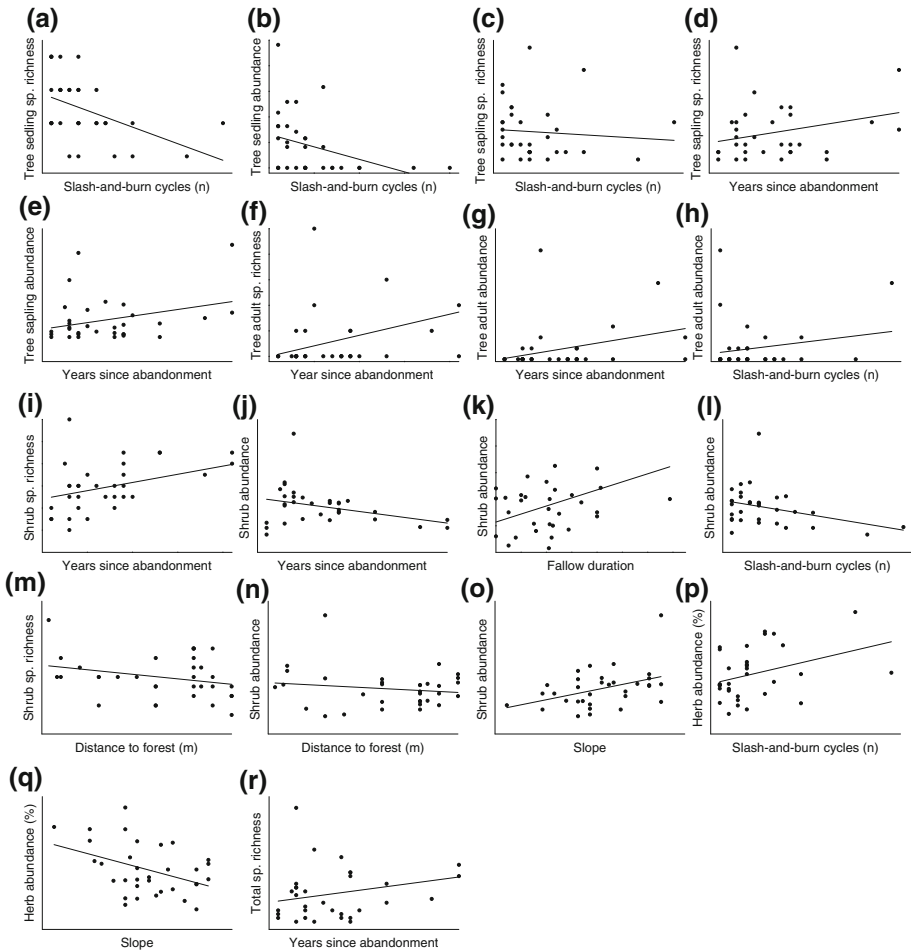 (a)
Tree seedling sp. richness
Slash-and-burn cycles (n)
(b)
Tree sedling abundance
Slash-and-burn cycles (n)
(c)
Tree sapling sp. richness
Slash-and-burn cycles (n)
(d)
Tree sapling sp. richness
Years since abandonment
(e)
Tree sapling abundance
Years since abandonment
(f)
Tree adult sp. richness
Year since abandonment
(g)
Tree adult abundance
Years since abandonment
(h)
Tree adult abundance
Slash-and-burn cycles (n)
(i)
Shrub sp. richness
Years since abandonment
(j)
Shrub abundance
Years since abandonment
(k)
Shrub abundance
Fallow duration
(l)
Shrub abundance
Slash-and-burn cycles (n)
(m)
Shrub sp. richness
Distance to forest (m)
(n)
Shrub abundance
Distance to forest (m)
(o)
Shrub abundance
Slope
(p)
Herb abundance (%)
Slash-and-burn cycles (n)
(q)
Herb abundance (%)
Slope
(r)
Total sp. richness
Years since abandonment